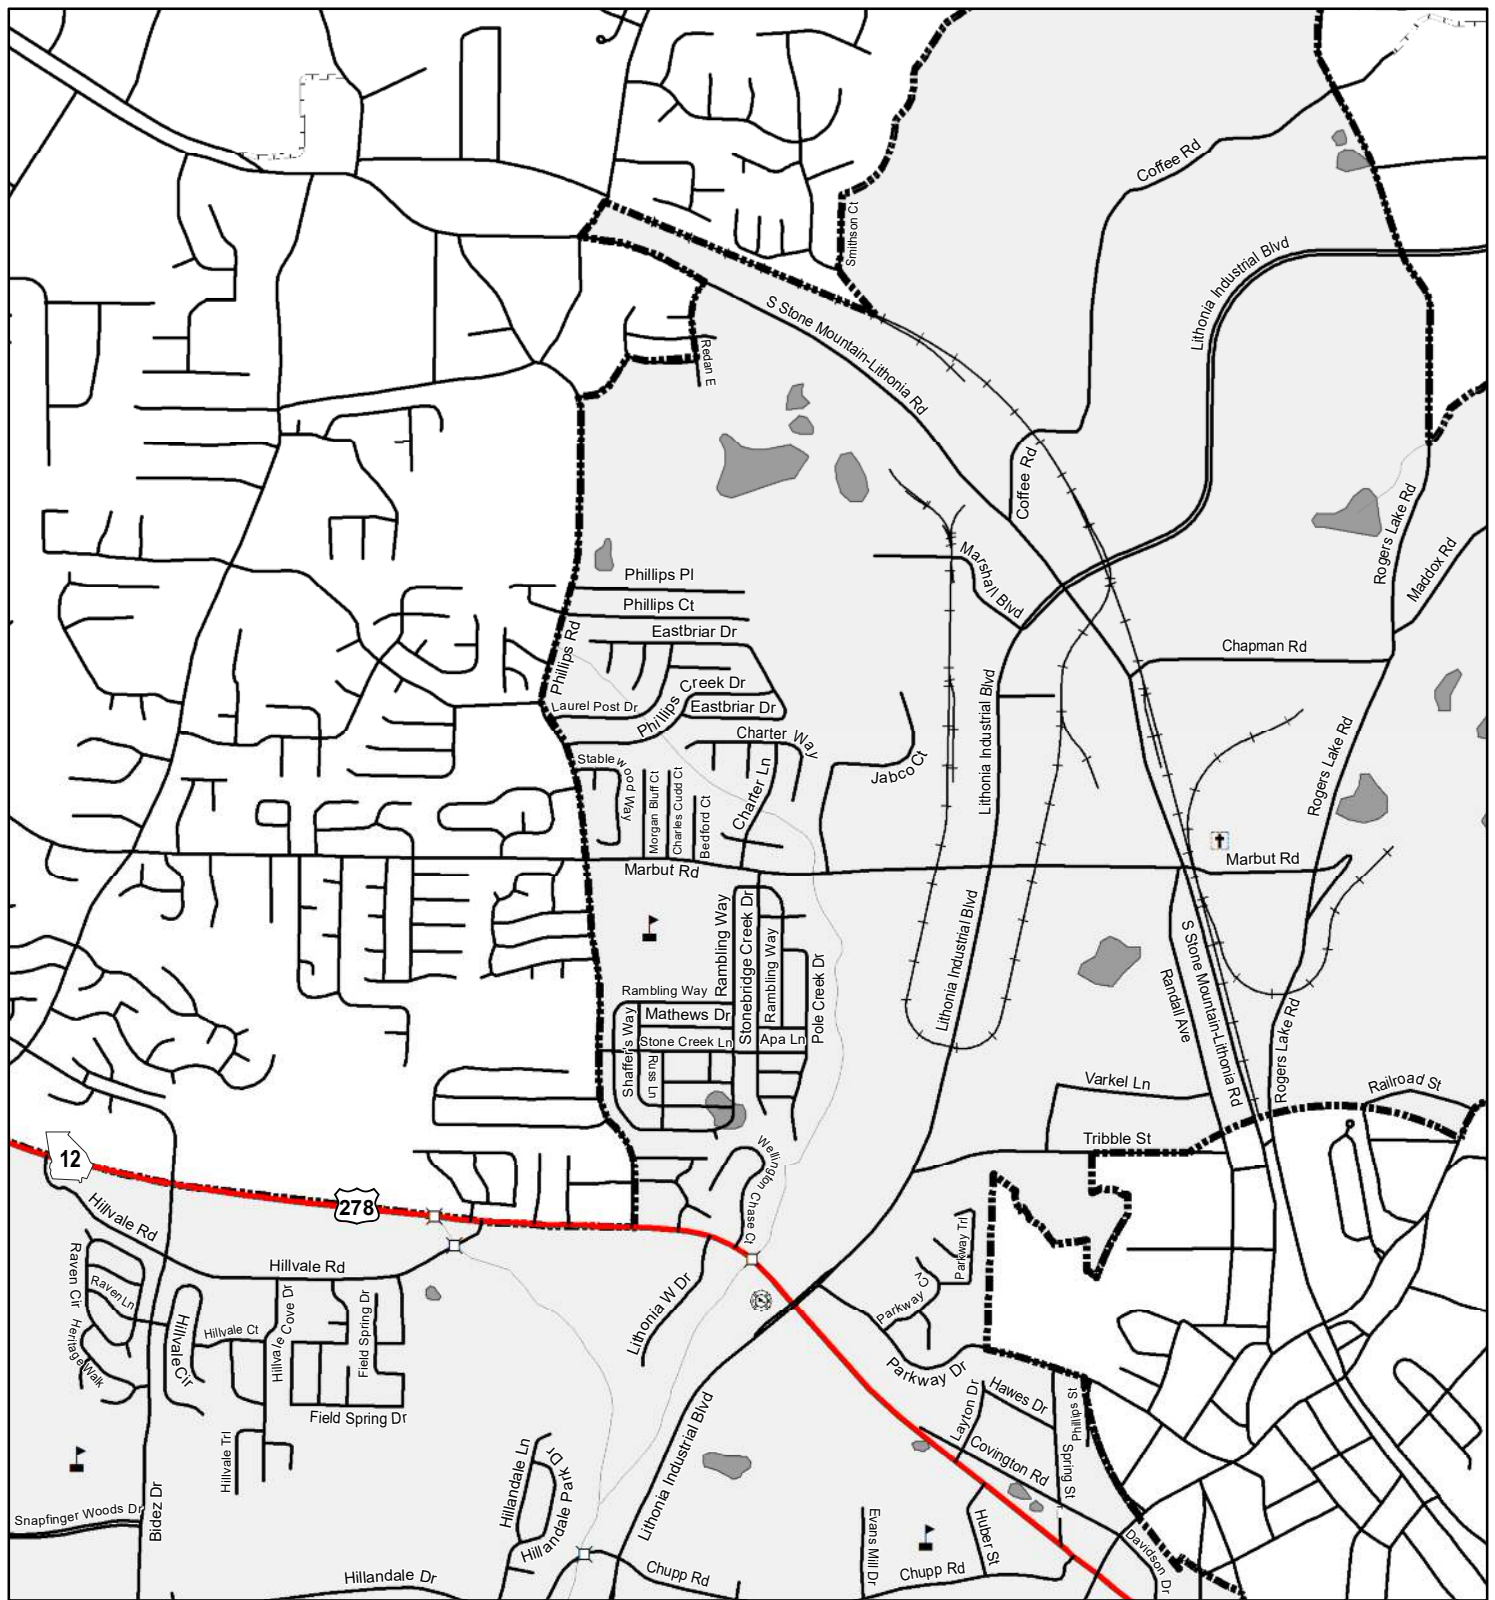 Coffee Rd
Smithson Ct
Lithonia Industrial Blvd
S Stone Mountain-Lithonia Rd
Redan E
Coffee Rd
Rogers Lake Rd
Maddox Rd
Marshall Blvd
Phillips Pl
Phillips Ct
Eastbriar Dr
Phillips Rd
Chapman Rd
Phillips Creek Dr
Laurel Post Dr
Eastbriar Dr
Lithonia Industrial Blvd
Charter Way
Stablewood Way
Jabco Ct
Rogers Lake Rd
Morgan Bluff Ct
Charles Cudd Ct
Bedford Ct
Charter Ln
Marbut Rd
Marbut Rd
Rambling Way
Stonebridge Creek Dr
Rambling Way
Pole Creek Dr
Lithonia Industrial Blvd
S Stone Mountain-Lithonia Rd
Randall Ave
Rambling Way
Mathews Dr
Shaffer's Way
Stone Creek Ln
Apa Ln
Russ Ln
Rogers Lake Rd
Varkel Ln
Railroad St
Tribble St
12
Wellington Chase Ct
278
Hillvale Rd
Hillvale Rd
Raven Cir
Raven Ln
Parkway Trl
Parkway Cv
Hillvale Cir
Hillvale Ct
Hillvale Cove Dr
Field Spring Dr
Heritage Walk
Lithonia W Dr
Parkway Dr
Field Spring Dr
Hillvale Trl
Layton Dr
Hawes Dr
Phillips St
Covington Rd
Spring St
Hillandale Ln
Hillandale Park Dr
Lithonia Industrial Blvd
Snapfinger Woods Dr
Bidez Dr
Evans Mill Dr
Huber St
Davidson Dr
Hillandale Dr
Chupp Rd
Chupp Rd